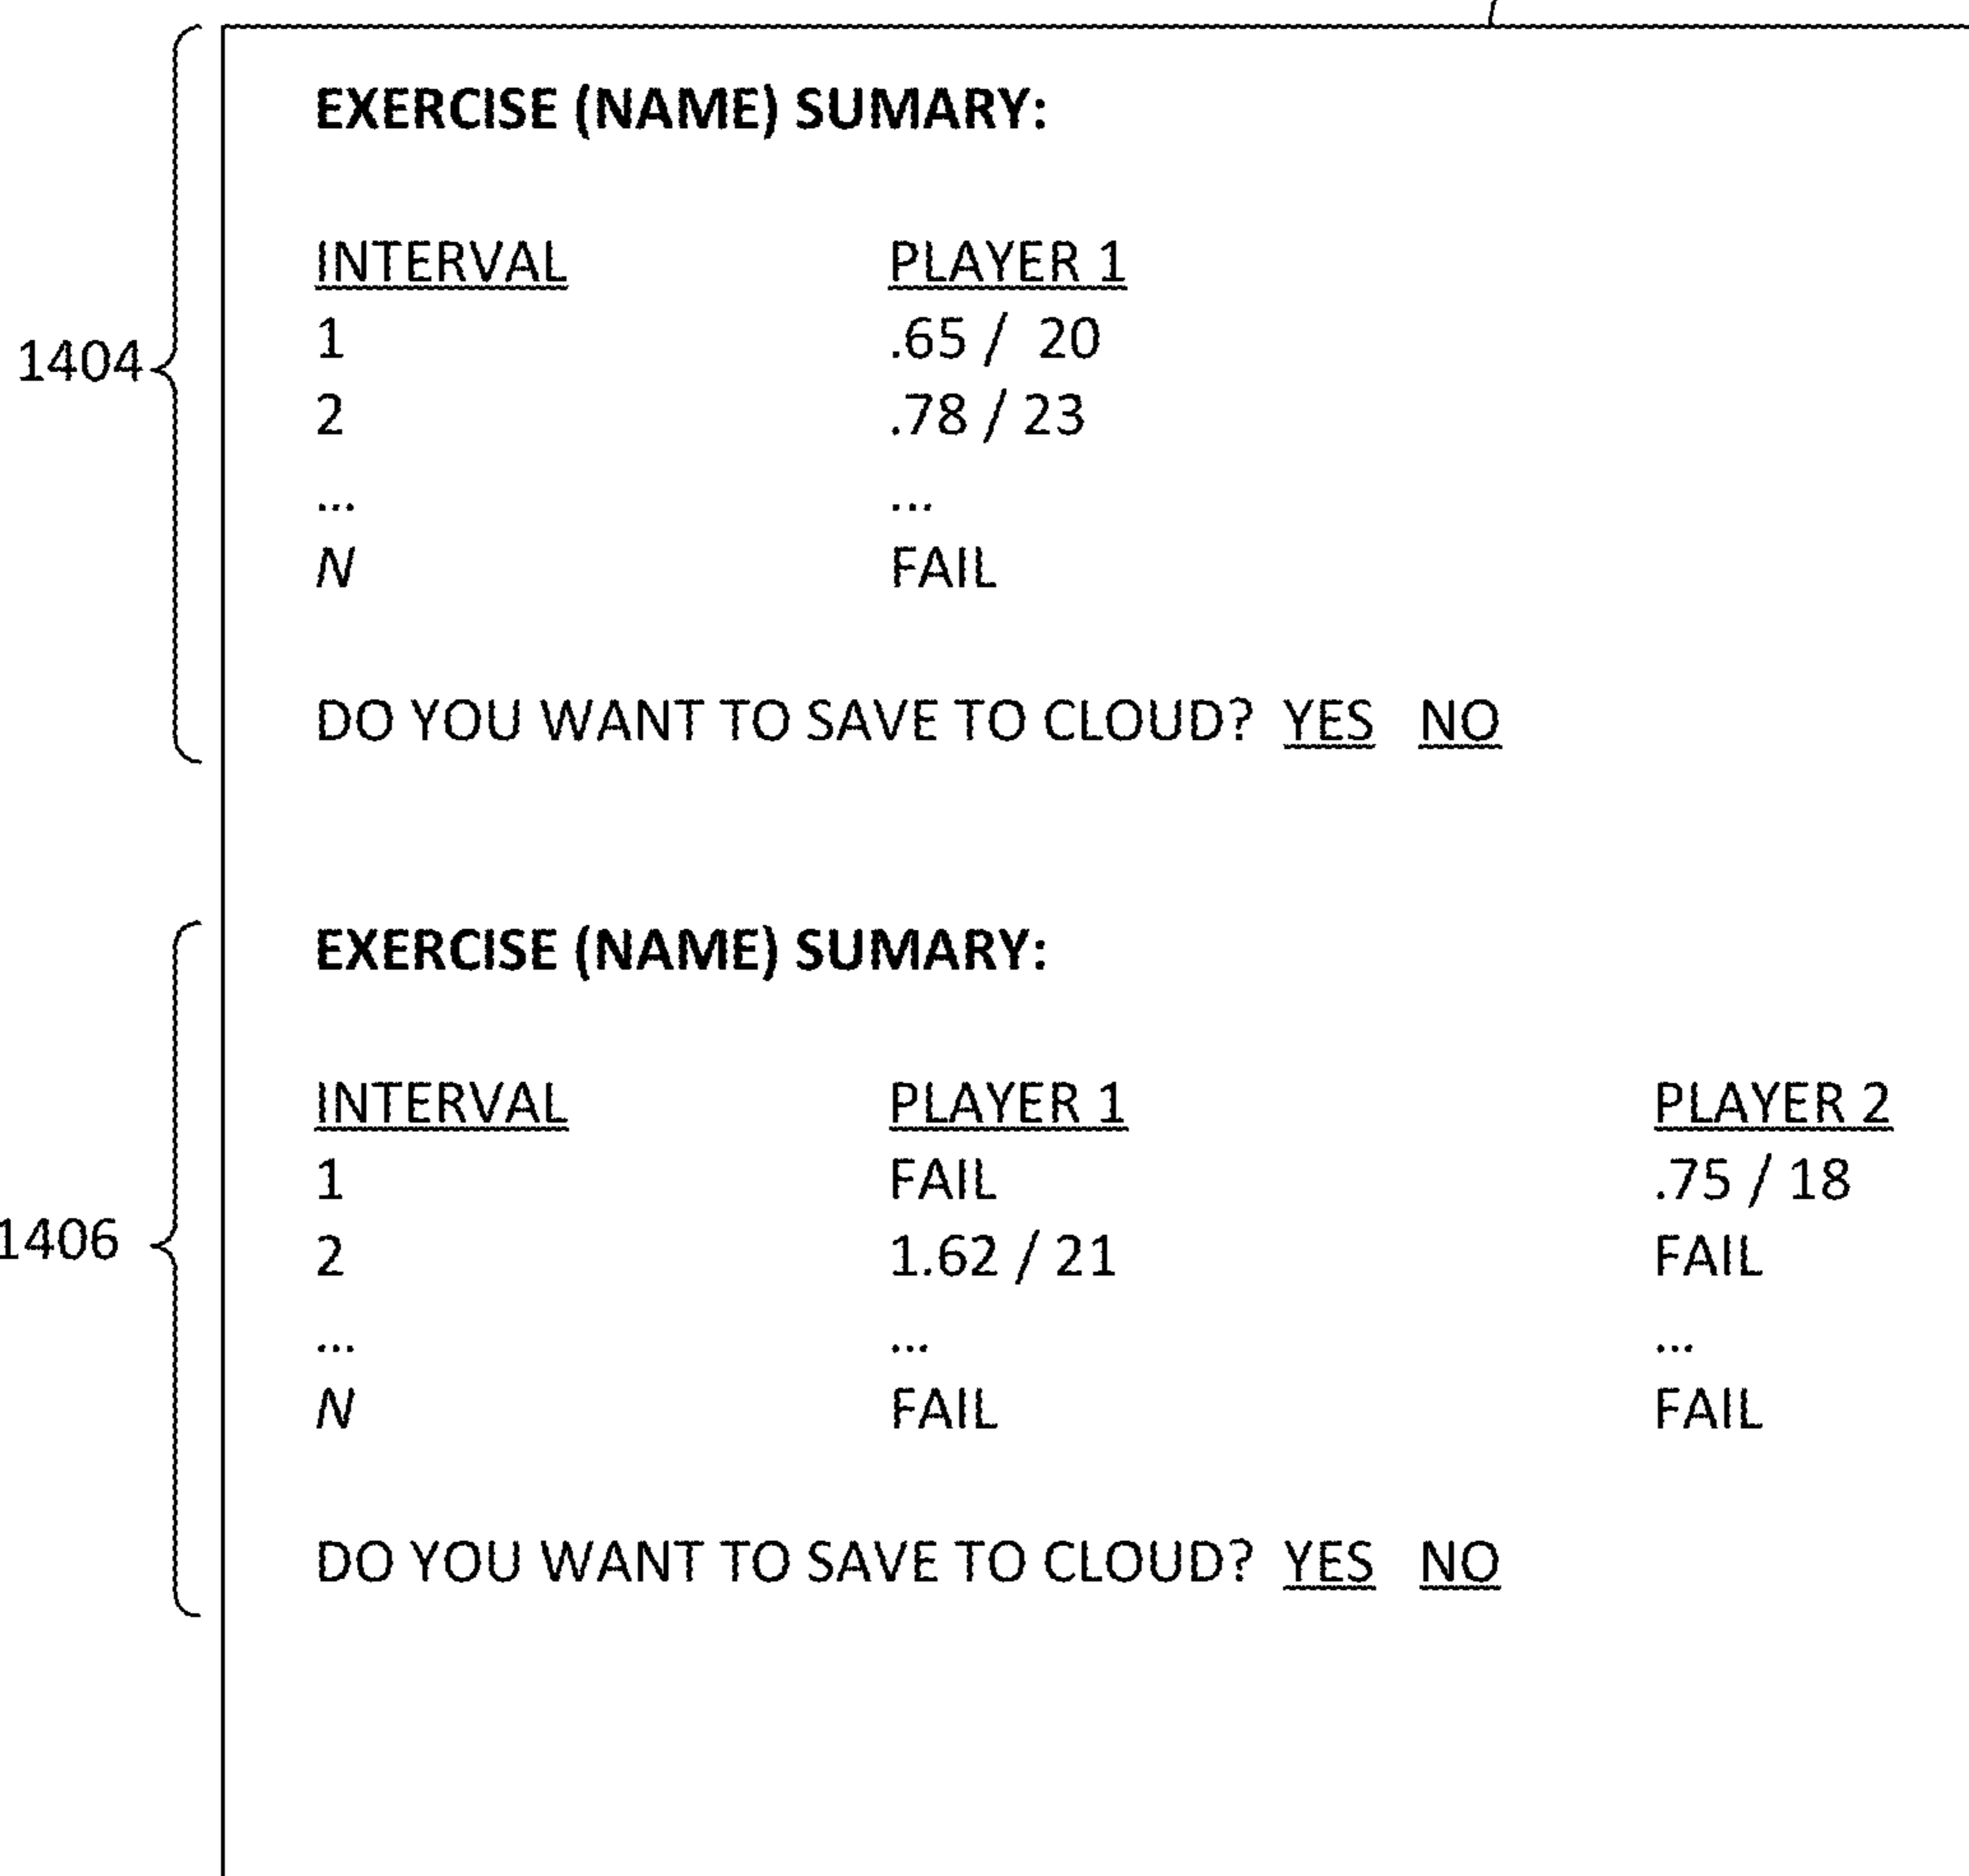 EXERCISE (NAME) SUMARY:
INTERVAL PLAYER 1
1 .65 / 20
2 .78 / 23
... ...
N FAIL
1404
DO YOU WANT TO SAVE TO CLOUD? YES NO
EXERCISE (NAME) SUMARY:
INTERVAL PLAYER 1 PLAYER 2
1 FAIL .75 / 18
2 1.62 / 21 FAIL
... ... ...
N FAIL FAIL
1406
DO YOU WANT TO SAVE TO CLOUD? YES NO